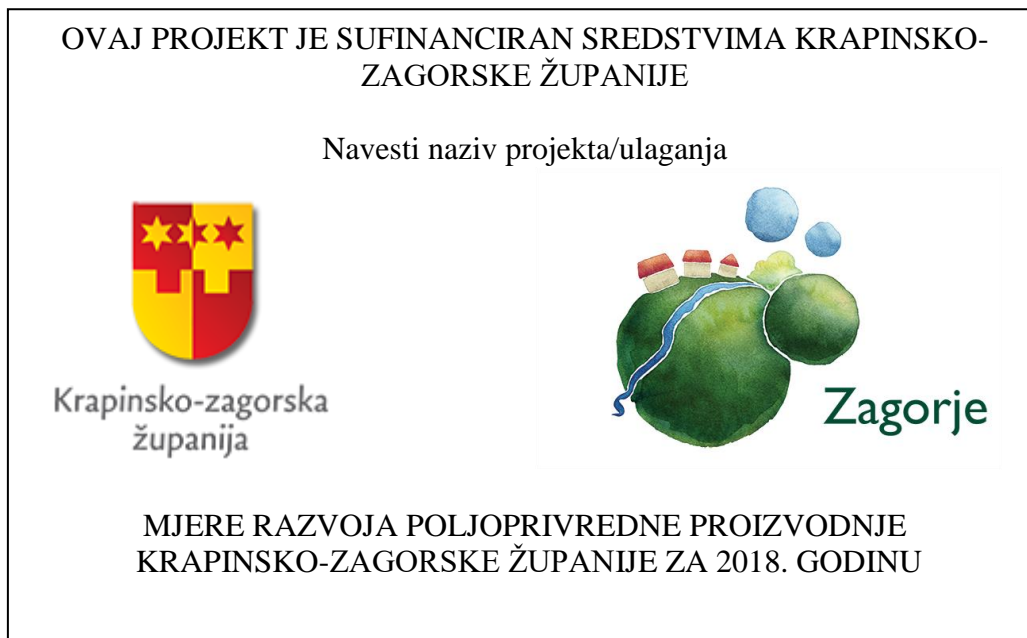 OVAJ PROJEKT JE SUFINANCIRAN SREDSTVIMA KRAPINSKO-
ZAGORSKE ŽUPANIJE
Navesti naziv projekta/ulaganja
Krapinsko-zagorska
županija
Zagorje
MJERE RAZVOJA POLJOPRIVREDNE PROIZVODNJE
KRAPINSKO-ZAGORSKE ŽUPANIJE ZA 2018. GODINU